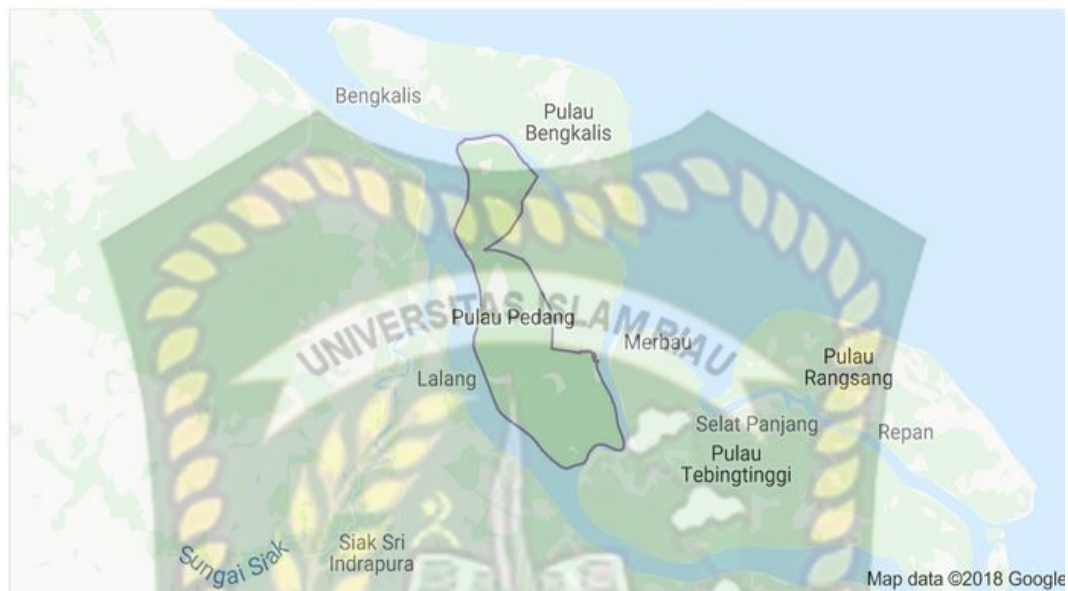 Bengkalis
Pulau
Bengkalis
UNIVERSITAS ISLAM RIAU
Pulau Pedang
Merbau
Lalang
Pulau
Rangsang
Selat Panjang
Repan
Pulau
Tebingtinggi
Sungai Siak
Siak Sri
Indrapura
Map data ©2018 Google